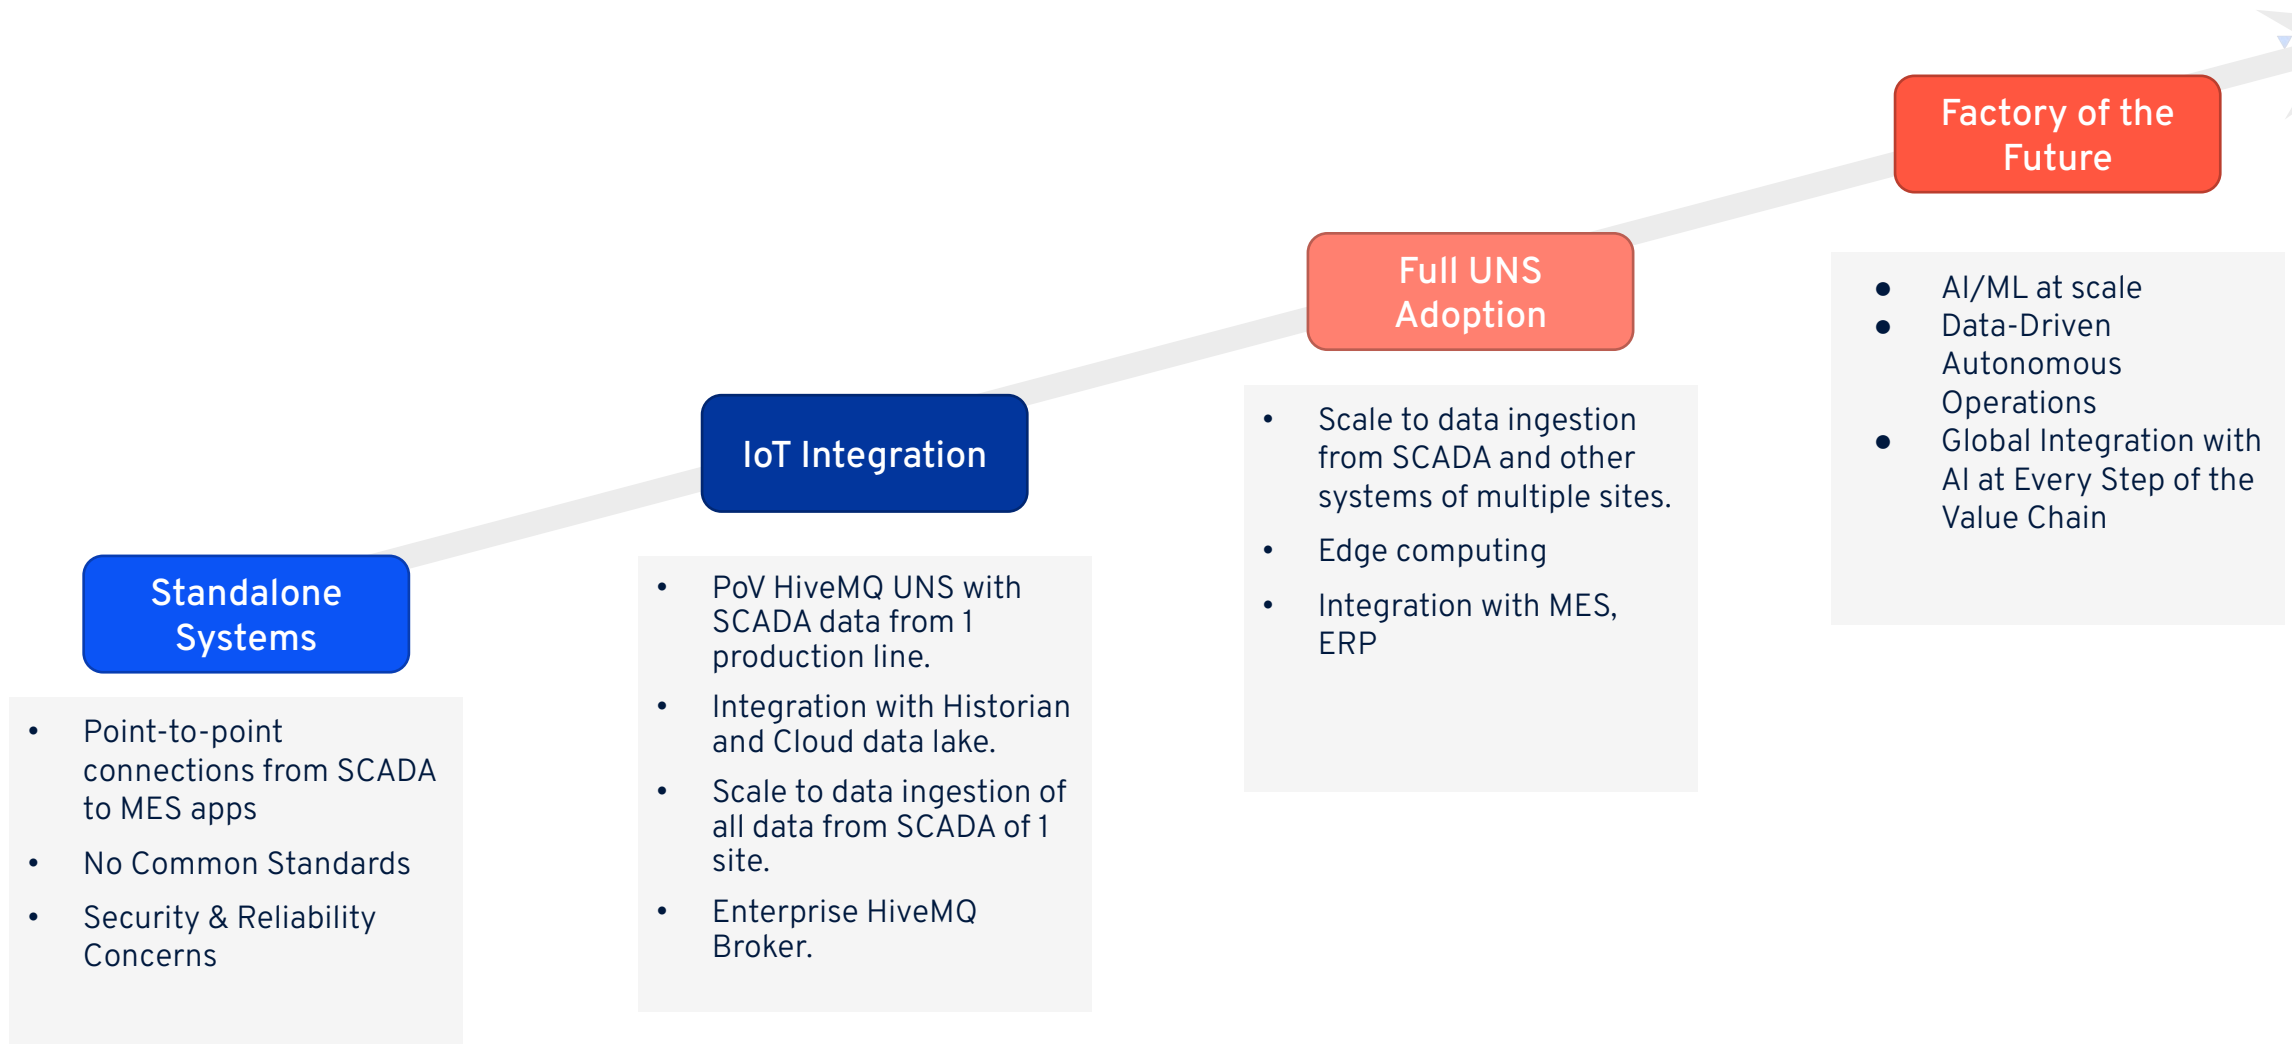 Standalone
Systems
• Point-to-point
connections from SCADA
to MES apps
• No Common Standards
• Security & Reliability
Concerns
IoT Integration
• PoV HiveMQ UNS with
SCADA data from 1
production line.
• Integration with Historian
and Cloud data lake.
• Scale to data ingestion of
all data from SCADA of 1
site.
• Enterprise HiveMQ
Broker.
Full UNS
Adoption
• Scale to data ingestion
from SCADA and other
systems of multiple sites.
• Edge computing
• Integration with MES,
ERP
Factory of the
Future
● AI/ML at scale
● Data-Driven
Autonomous
Operations
● Global Integration with
AI at Every Step of the
Value Chain